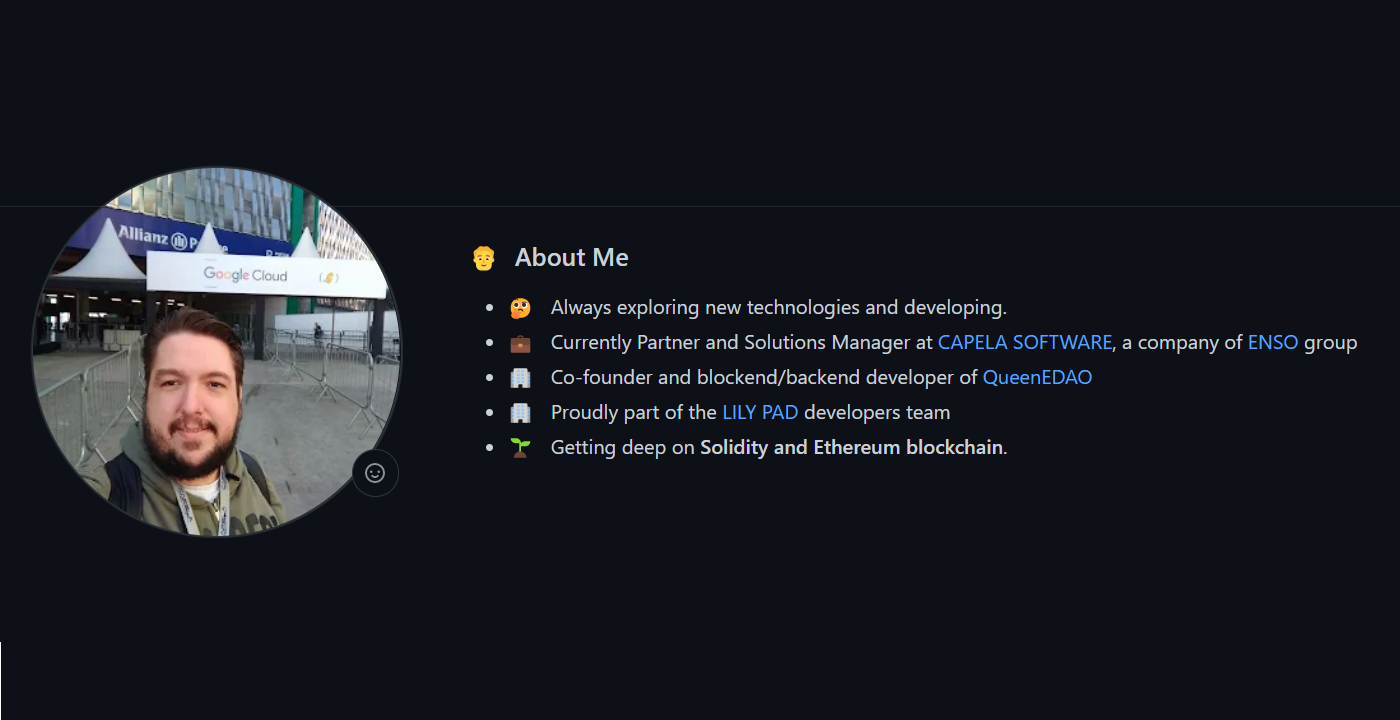 Allianz
Google Cloud
About Me
Always exploring new technologies and developing.
Currently Partner and Solutions Manager at CAPELA SOFTWARE, a company of ENSO group
Co-founder and blockend/backend developer of QueenEDAO
Proudly part of the LILY PAD developers team
Getting deep on Solidity and Ethereum blockchain.